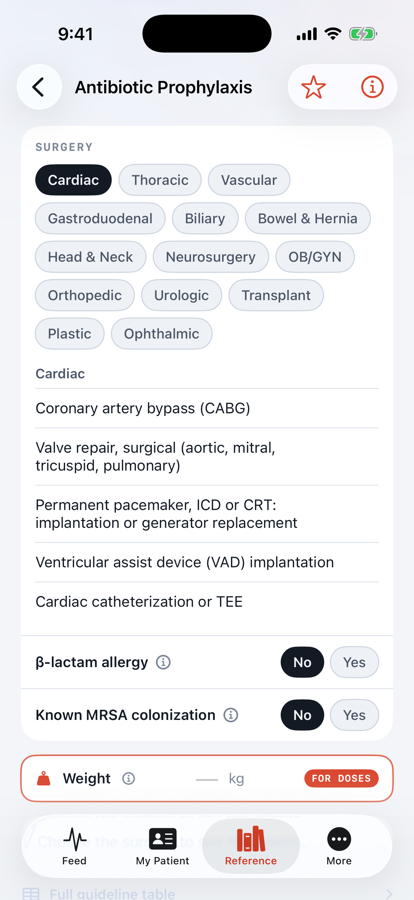 9:41
Antibiotic Prophylaxis
SURGERY
Cardiac
Thoracic
Vascular
Gastroduodenal
Biliary
Bowel & Hernia
Head & Neck
Neurosurgery
OB/GYN
Orthopedic
Urologic
Transplant
Plastic
Ophthalmic
Cardiac
Coronary artery bypass (CABG)
Valve repair, surgical (aortic, mitral,
tricuspid, pulmonary)
Permanent pacemaker, ICD or CRT:
implantation or generator replacement
Ventricular assist device (VAD) implantation
Cardiac catheterization or TEE
β-lactam allergy
No
Yes
Known MRSA colonization
No
Yes
Weight
kg
FOR DOSES
Feed
My Patient
Reference
More
Full guideline table